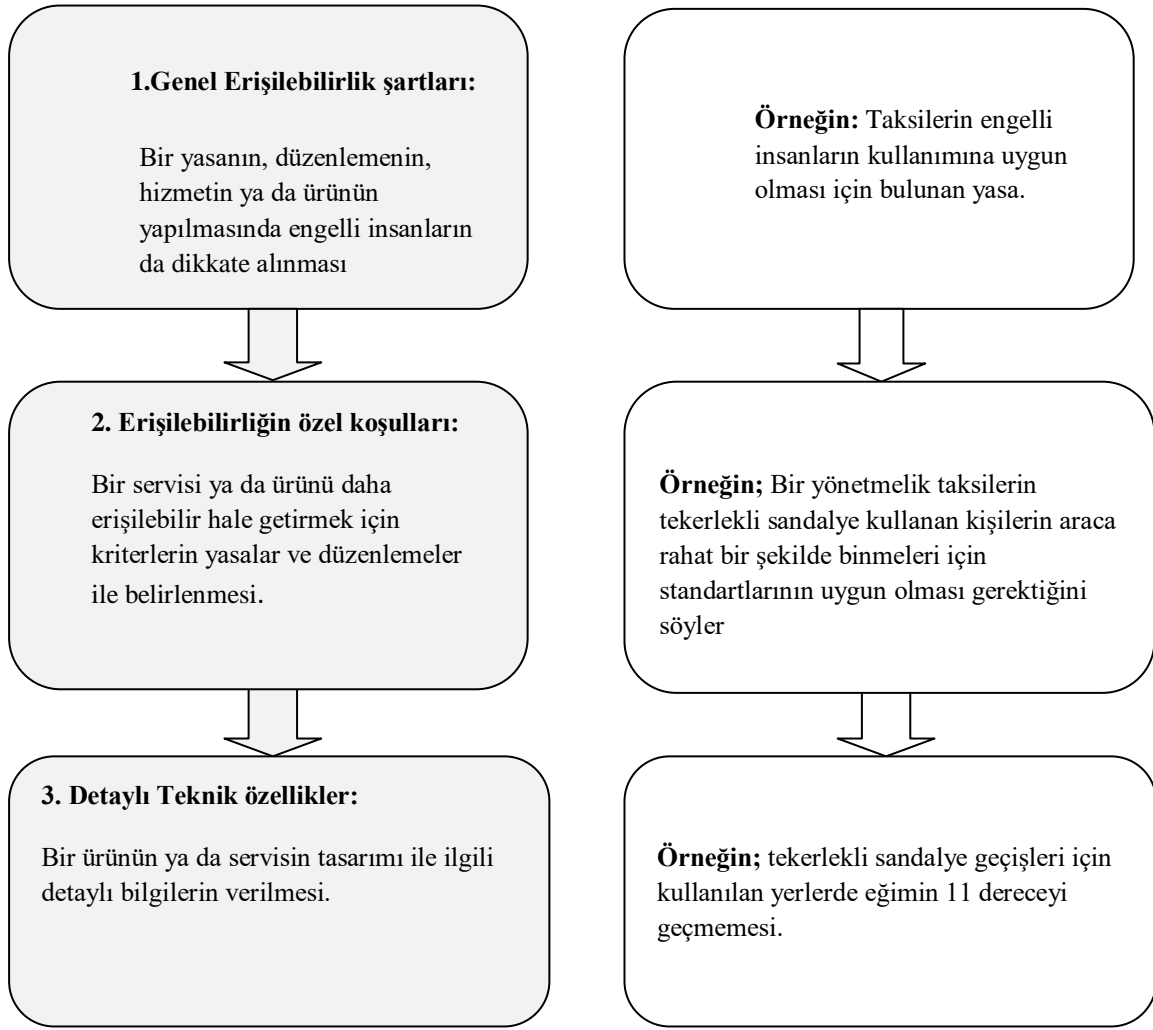 1.Genel Erişilebilirlik şartları:
Bir yasanın, düzenlemenin,
hizmetin ya da ürünün
yapılmasında engelli insanların
da dikkate alınması
Örneğin: Taksilerin engelli
insanların kullanımına uygun
olması için bulunan yasa.
2. Erişilebilirliğin özel koşulları:
Bir servisi ya da ürünü daha
erişilebilir hale getirmek için
kriterlerin yasalar ve düzenlemeler
ile belirlenmesi.
Örneğin; Bir yönetmelik taksilerin
tekerlekli sandalye kullanan kişilerin araca
rahat bir şekilde binmeleri için
standartlarının uygun olması gerektiğini
söyler
3. Detaylı Teknik özellikler:
Bir ürünün ya da servisin tasarımı ile ilgili
detaylı bilgilerin verilmesi.
Örneğin; tekerlekli sandalye geçişleri için
kullanılan yerlerde eğimin 11 dereceyi
geçmemesi.